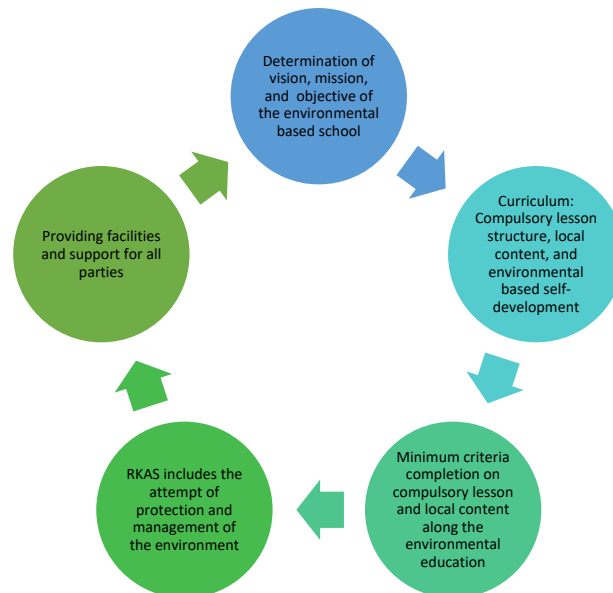 Determination of
vision, mission,
and objective of
the environmental
based school
Curriculum:
Compulsory lesson
structure, local
content, and
environmental
based self-
development
Minimum criteria
completion on
compulsory lesson
and local content
along the
environmental
education
RKAS includes the
attempt of
protection and
management of
the environment
Providing facilities
and support for all
parties